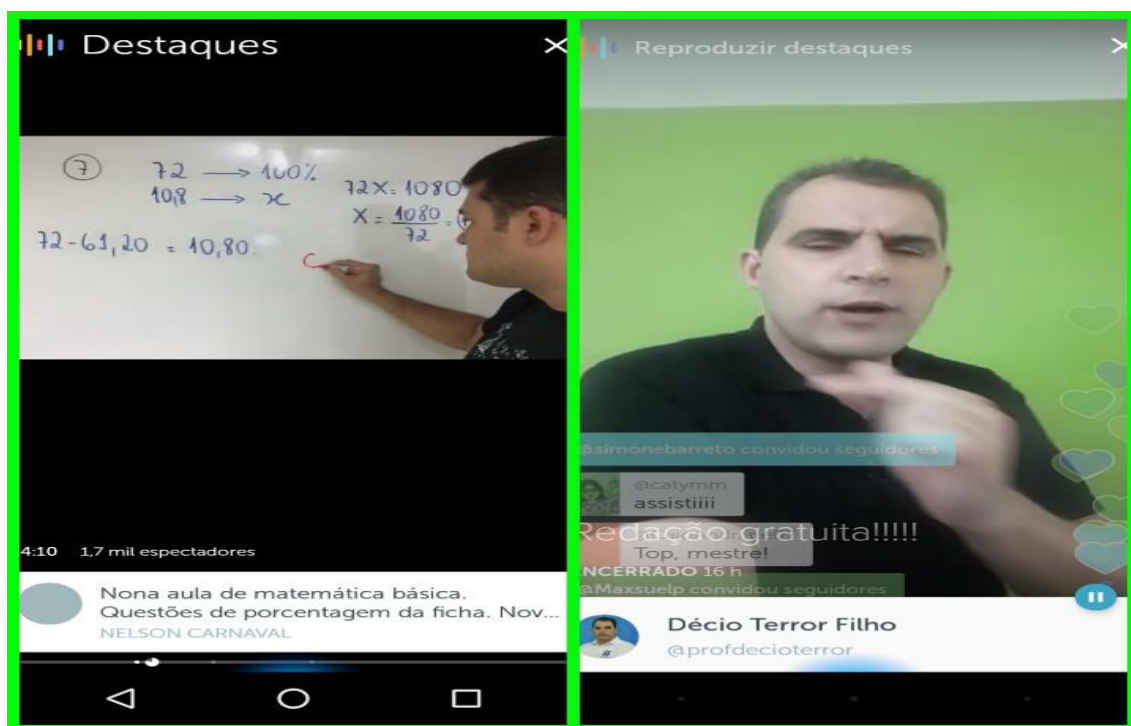 Destaques
7
72 → 100%
10,8 → x
72X = 1080
X = 1080
72 =
72-61,20 = 10,80.
4:10 1,7 mil espectadores
Nona aula de matemática básica.
Questões de porcentagem da ficha. Nov...
NELSON CARNAVAL
Reproduzir destaques
@simonebarreto convidou seguidores
@catymm
assistiiii
Redação gratuita!!!!!
Top, mestre!
ENCERRADO 16 h
@Maxsuelp convidou seguidores
Décio Terror Filho
@profdecioterror